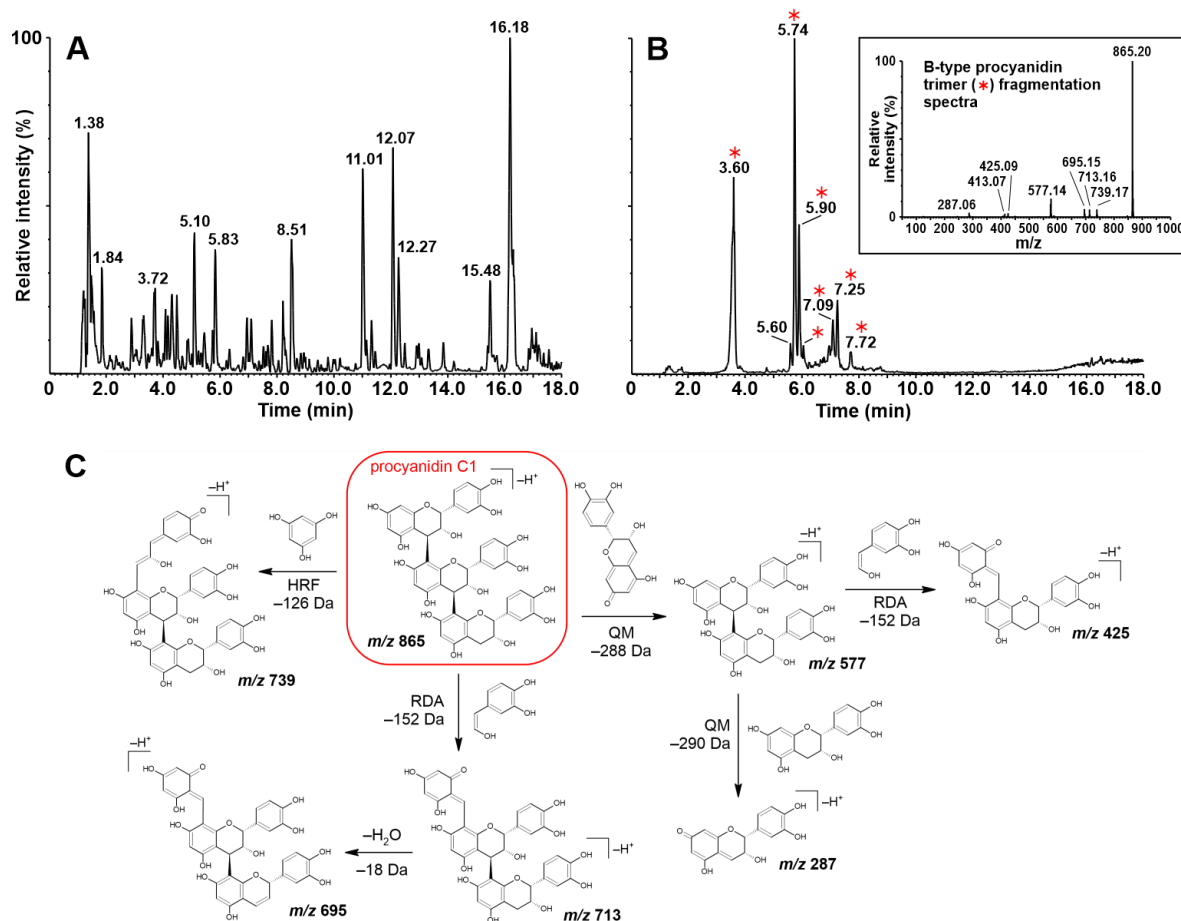 A
Relative intensity (%)
100
1.38
1.84
3.72
5.10
5.83
8.51
11.01
12.07
12.27
15.48
16.18
0.0 2.0 4.0 6.0 8.0 10.0 12.0 14.0 16.0 18.0
Time (min)
B
100
*
5.74
*
3.60
*
5.90
5.60
*
7.09
*
*
7.25
*
7.72
0.0 2.0 4.0 6.0 8.0 10.0 12.0 14.0 16.0 18.0
Time (min)
B-type procyanidin
trimer (*) fragmentation
spectra
Relative
intensity (%)
100
0
287.06
413.07
425.09
577.14
695.15
713.16
739.17
865.20
100 200 300 400 500 600 700 800 900 1000
m/z
C
procyanidin C1
–H⁺
m/z 865
HRF
–126 Da
–H⁺
m/z 739
RDA
–152 Da
–H⁺
m/z 713
–H₂O
–18 Da
–H⁺
m/z 695
QM
–288 Da
–H⁺
m/z 577
RDA
–152 Da
–H⁺
m/z 425
QM
–290 Da
–H⁺
m/z 287